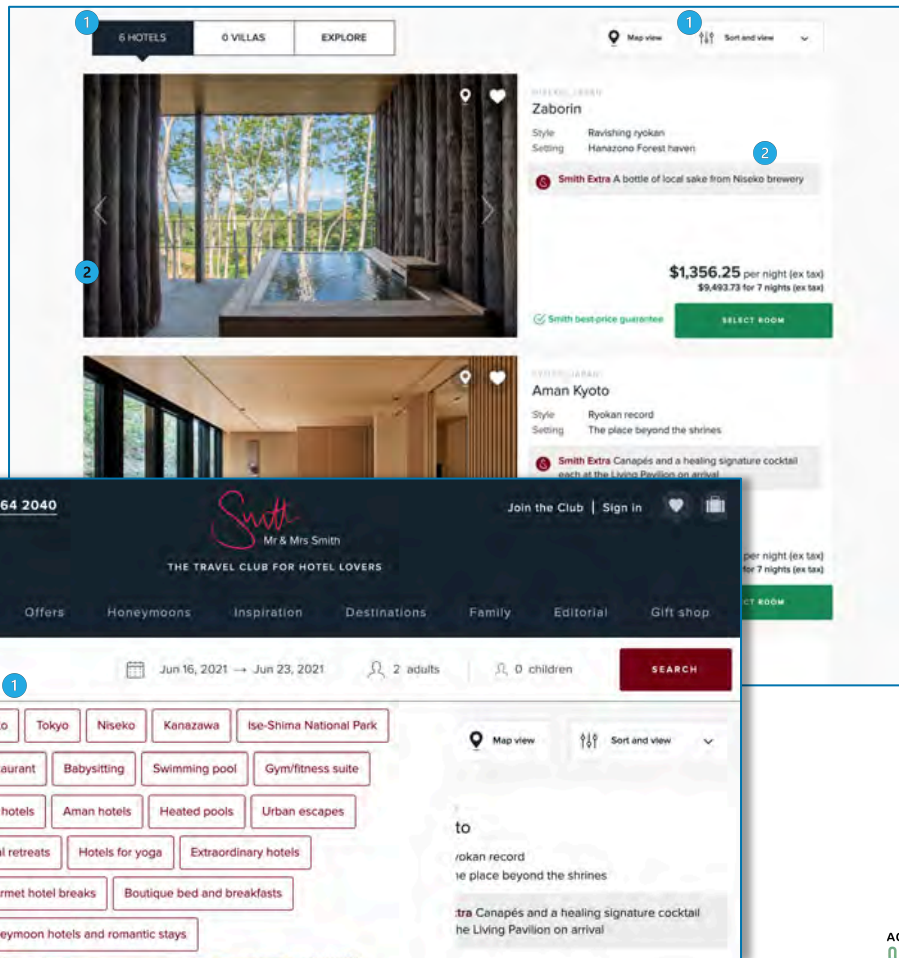 1
1
6 HOTELS
0 VILLAS
EXPLORE
Map view
Sort and view
Zaborin
Style Ravishing ryokan
Setting Hanazono Forest haven
2
Smith Extra A bottle of local sake from Niseko brewery
2
$1,356.25 per night (ex tax)
$9,493.73 for 7 nights (ex tax)
Smith best-price guarantee
SELECT ROOM
Aman Kyoto
Style Ryokan record
Setting The place beyond the shrines
Smith Extra Canapés and a healing signature cocktail
each at the Living Pavilion on arrival
per night (ex tax)
for 7 nights (ex tax)
CT ROOM
64 2040
Smith
Mr & Mrs Smith
THE TRAVEL CLUB FOR HOTEL LOVERS
Join the Club | Sign in
Offers
Honeymoons
Inspiration
Destinations
Family
Editorial
Gift shop
Jun 16, 2021 → Jun 23, 2021
2 adults
0 children
SEARCH
1
to
Tokyo
Niseko
Kanazawa
Ise-Shima National Park
Map view
Sort and view
aurant
Babysitting
Swimming pool
Gym/fitness suite
hotels
Aman hotels
Heated pools
Urban escapes
to
l retreats
Hotels for yoga
Extraordinary hotels
yokan record
he place beyond the shrines
rmet hotel breaks
Boutique bed and breakfasts
eymoon hotels and romantic stays
tra Canapés and a healing signature cocktail
he Living Pavilion on arrival